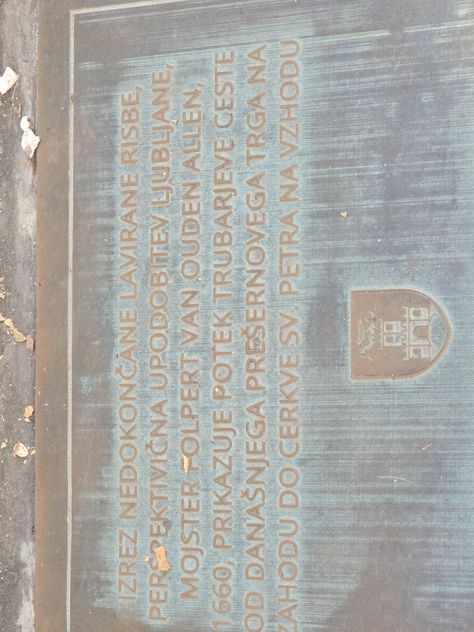 IZREZ NEDOKONČANE LAVIRANE RISBE,
PERSPEKTIVIČNA UPODOBITEV LJUBLJANE,
MOJSTER FOLPERT VAN OUDEN ALLEN,
1660, PRIKAZUJE POTEK TRUBARJEVE CESTE
OD DANAŠNJEGA PREŠERNOVEGA TRGA NA
ZAHODU DO CERKVE SV. PETRA NA VZHODU